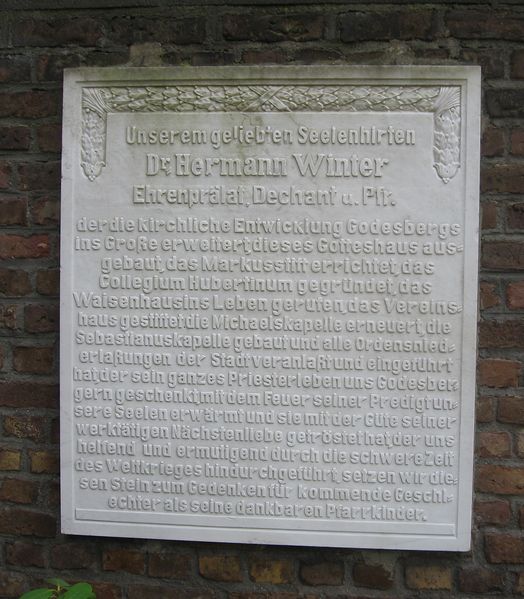 Unserem geliebten Seelenhirten
Dr. Hermann Winter
Ehrenprälat, Dechant u. Pfr.
der die kirchliche Entwicklung Godesbergs
ins Große erweitert, dieses Gotteshaus aus=
gebaut, das Markusstift errichtet, das
Collegium Hubertinum gegründet, das
Waisenhaus ins Leben gerufen, das Vereins=
haus gestiftet die Michaelskapelle erneuert, die
Sebastianuskapelle gebaut und alle Ordensnied=
erlaßungen der Stadt veranlaßt und eingeführt
hat, der sein ganzes Priesterleben uns Godesber=
gern geschenkt, mit dem Feuer seiner Predigt un=
sere Seelen erwärmt und sie mit der Güte seiner
werktätigen Nächstenliebe getröstet hat, der uns
helfend und ermutigend durch die schwere Zeit
des Weltkrieges hindurchgeführt, setzen wir die=
sen Stein zum Gedenken für kommende Geschl=
echter als seine dankbaren Pfarrkinder.